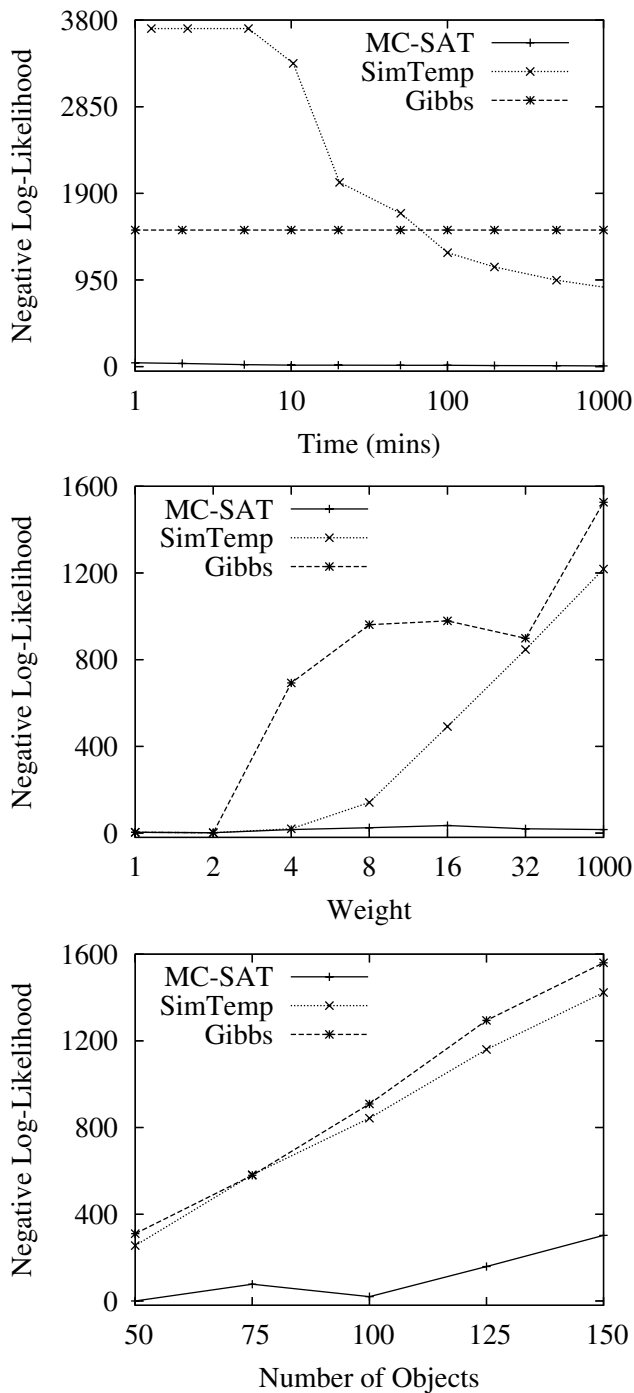 3800
2850
1900
950
0
Negative Log-Likelihood
MC-SAT
SimTemp
Gibbs
1 10 100 1000
Time (mins)
1600
1200
800
400
0
Negative Log-Likelihood
MC-SAT
SimTemp
Gibbs
1 2 4 8 16 32 1000
Weight
1600
1200
800
400
0
Negative Log-Likelihood
MC-SAT
SimTemp
Gibbs
50 75 100 125 150
Number of Objects